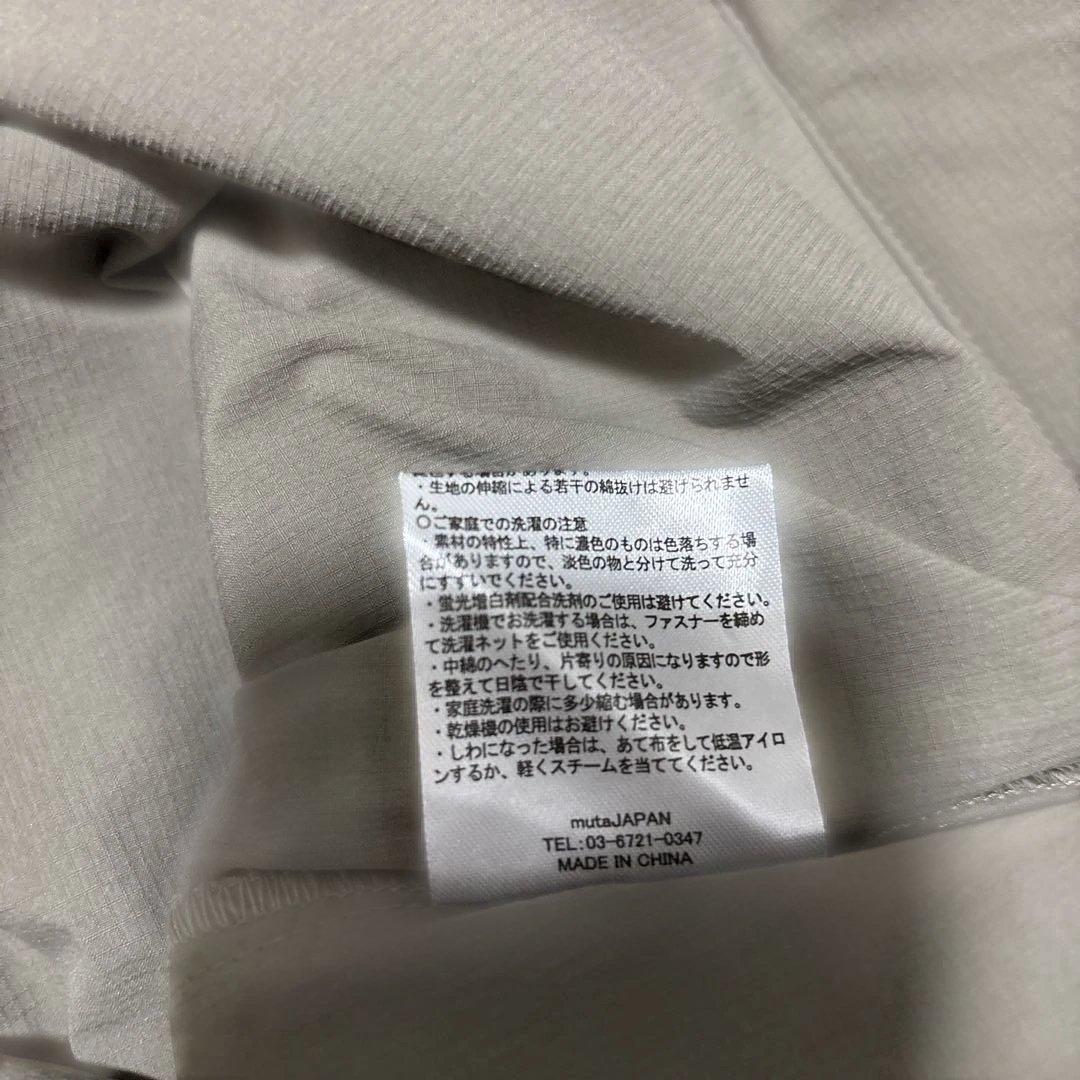 する場合があります。
・生地の伸縮による若干の綿抜けは避けられませ
ん。
〇ご家庭での洗濯の注意
・素材の特性上、特に濃色のものは色落ちする場
合がありますので、淡色の物と分けて洗って充分
にすすいでください。
・蛍光増白剤配合洗剤のご使用は避けてください。
・洗濯機でお洗濯する場合は、ファスナーを締め
て洗濯ネットをご使用ください。
・中綿のへたり、片寄りの原因になりますので形
を整えて日陰で干してください。
・家庭洗濯の際に多少縮む場合があります。
・乾燥機の使用はお避けください。
・しわになった場合は、あて布をして低温アイロ
ンするか、軽くスチームを当ててください。
mutaJAPAN
TEL:03-6721-0347
MADE IN CHINA